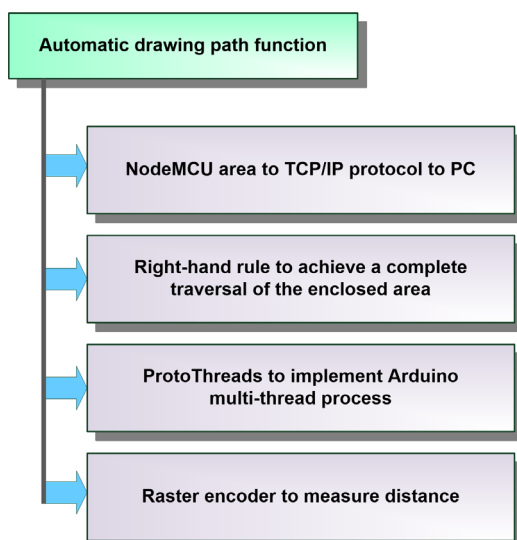 Automatic drawing path function
NodeMCU area to TCP/IP protocol to PC
Right-hand rule to achieve a complete
traversal of the enclosed area
ProtoThreads to implement Arduino
multi-thread process
Raster encoder to measure distance